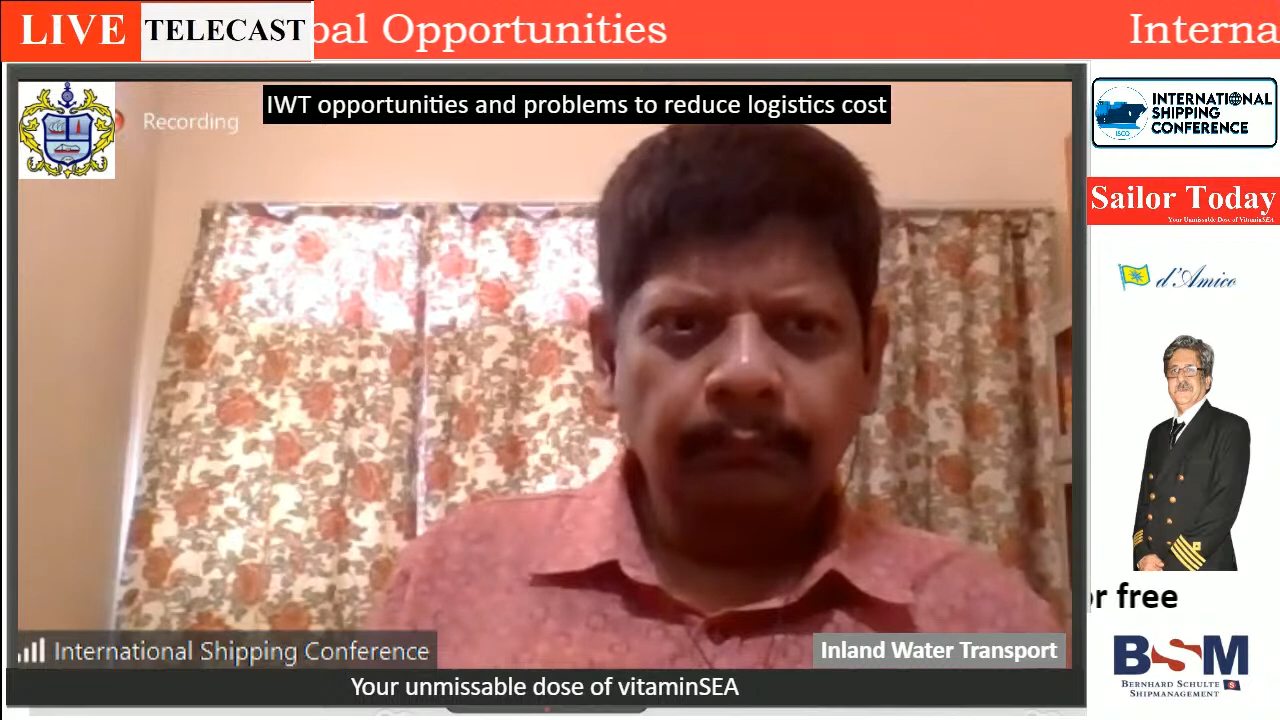 LIVE
TELECAST
bal Opportunities
Interna
IWT opportunities and problems to reduce logistics cost
Recording
INTERNATIONAL
SHIPPING
CONFERENCE
ISCO
Sailor Today
Your Unmissable Dose of VitaminSEA
d'Amico
or free
International Shipping Conference
Inland Water Transport
Your unmissable dose of vitaminSEA
BSM
BERNHARD SCHULTE
SHIPMANAGEMENT